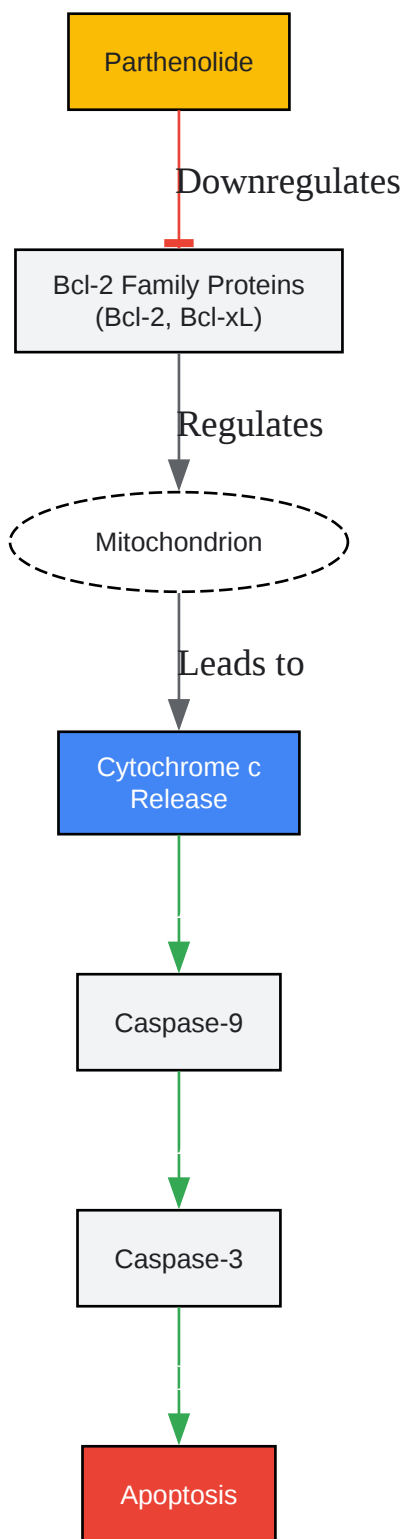 Parthenolide
Downregulates
Bcl-2 Family Proteins
(Bcl-2, Bcl-xL)
Regulates
Mitochondrion
Leads to
Cytochrome c
Release
Caspase-9
Caspase-3
Apoptosis